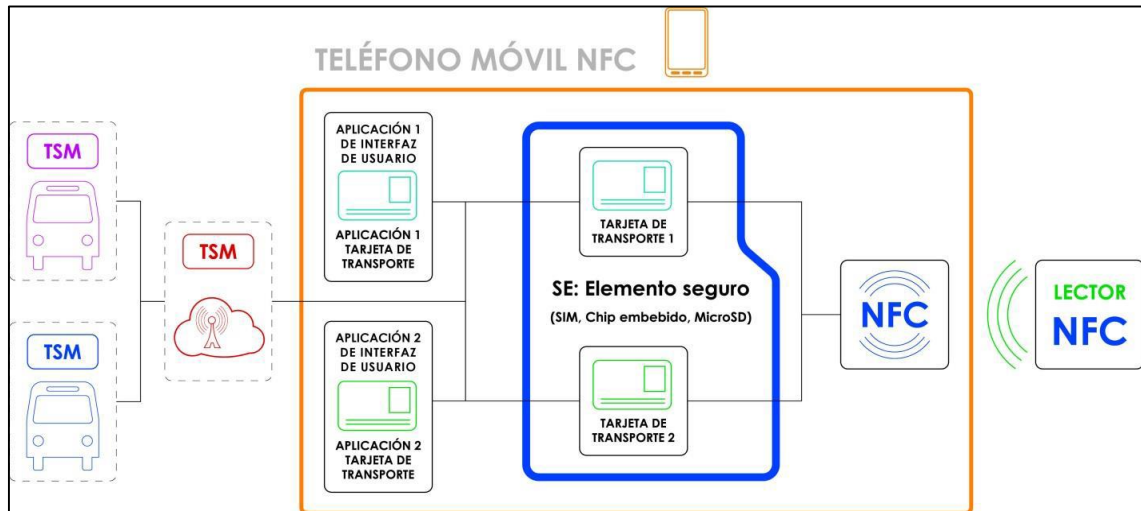 TELÉFONO MÓVIL NFC
TSM
TSM
TSM
APLICACIÓN 1
DE INTERFAZ
DE USUARIO
APLICACIÓN 1
TARJETA DE
TRANSPORTE
APLICACIÓN 2
DE INTERFAZ
DE USUARIO
APLICACIÓN 2
TARJETA DE
TRANSPORTE
TARJETA DE
TRANSPORTE 1
SE: Elemento seguro
(SIM, Chip embebido, MicroSD)
TARJETA DE
TRANSPORTE 2
NFC
LECTOR
NFC